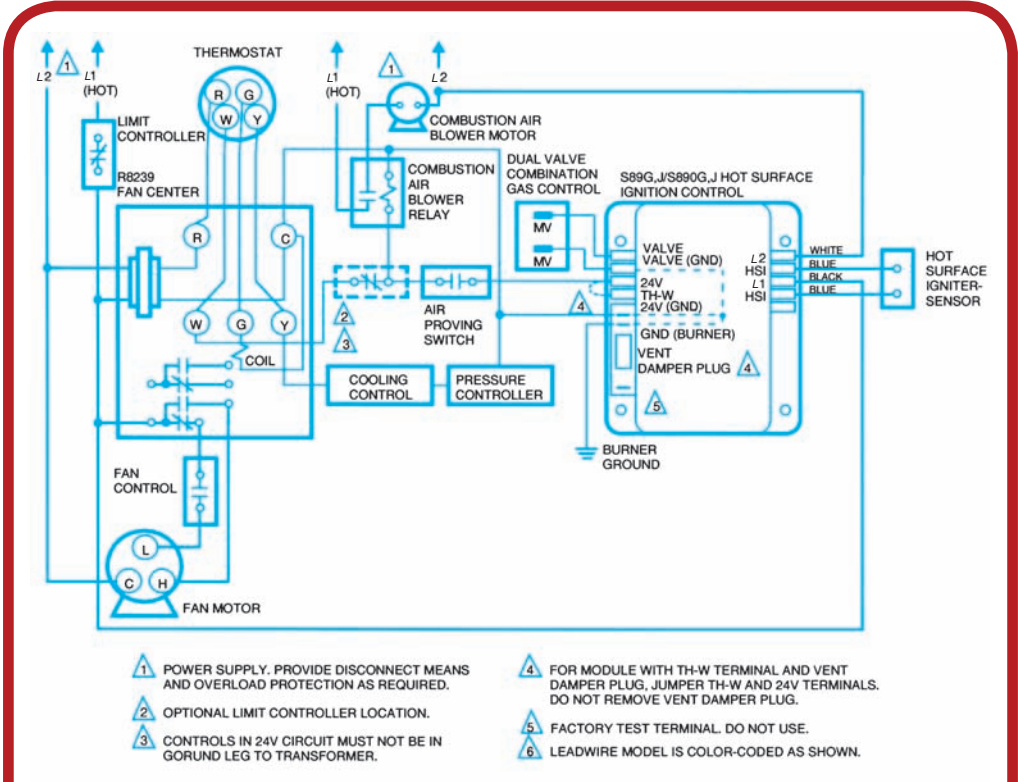 L2
1
L1
(HOT)
THERMOSTAT
R
G
W
Y
L1
(HOT)
1
L2
COMBUSTION AIR
BLOWER MOTOR
LIMIT
CONTROLLER
R8239
FAN CENTER
COMBUSTION
AIR
BLOWER
RELAY
DUAL VALVE
COMBINATION
GAS CONTROL
MV
MV
S89G,J/S890G,J HOT SURFACE
IGNITION CONTROL
VALVE
VALVE (GND)
24V
TH-W
24V (GND)
GND (BURNER)
VENT
DAMPER PLUG
4
5
L2
HSI
L1
HSI
WHITE
BLUE
BLACK
BLUE
HOT
SURFACE
IGNITER-
SENSOR
R
C
W
G
Y
COIL
2
3
AIR
PROVING
SWITCH
4
COOLING
CONTROL
PRESSURE
CONTROLLER
BURNER
GROUND
FAN
CONTROL
L
C
H
FAN MOTOR
1 POWER SUPPLY. PROVIDE DISCONNECT MEANS
AND OVERLOAD PROTECTION AS REQUIRED.
2 OPTIONAL LIMIT CONTROLLER LOCATION.
3 CONTROLS IN 24V CIRCUIT MUST NOT BE IN
GORUND LEG TO TRANSFORMER.
4 FOR MODULE WITH TH-W TERMINAL AND VENT
DAMPER PLUG, JUMPER TH-W AND 24V TERMINALS.
DO NOT REMOVE VENT DAMPER PLUG.
5 FACTORY TEST TERMINAL. DO NOT USE.
6 LEADWIRE MODEL IS COLOR-CODED AS SHOWN.